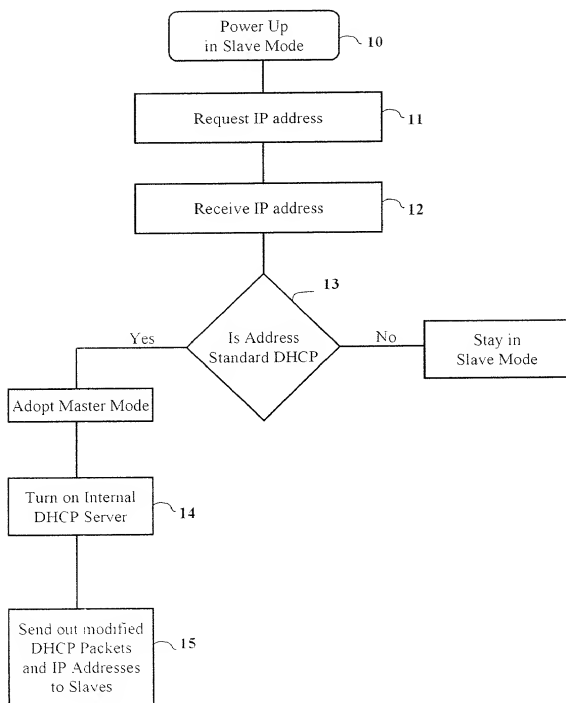 Power Up
in Slave Mode
10
Request IP address
11
Receive IP address
12
13
Is Address
Standard DHCP
Yes
No
Stay in
Slave Mode
Adopt Master Mode
Turn on Internal
DHCP Server
14
Send out modified
DHCP Packets
and IP Addresses
to Slaves
15